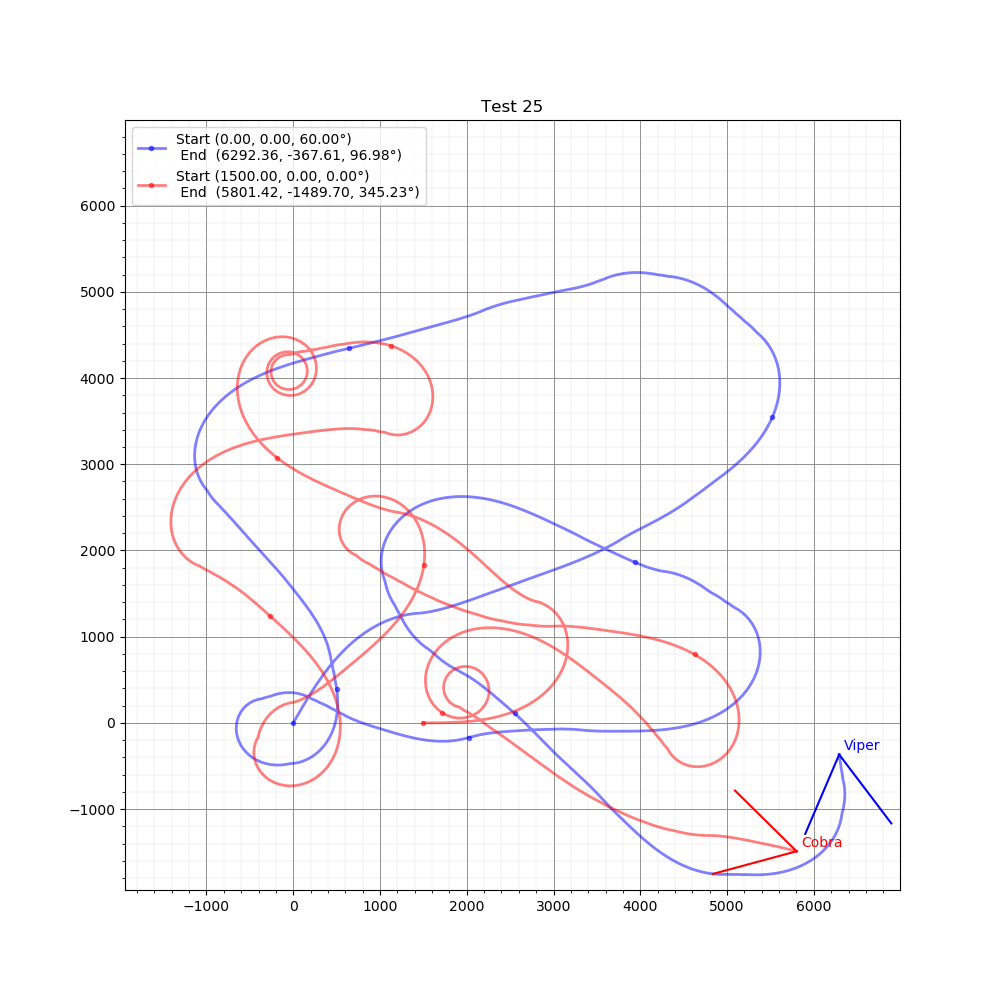 Test 25
Start (0.00, 0.00, 60.00°)
End  (6292.36, -367.61, 96.98°)
Start (1500.00, 0.00, 0.00°)
End  (5801.42, -1489.70, 345.23°)
6000
5000
4000
3000
2000
1000
0
−1000
Viper
Cobra
−1000 0 1000 2000 3000 4000 5000 6000